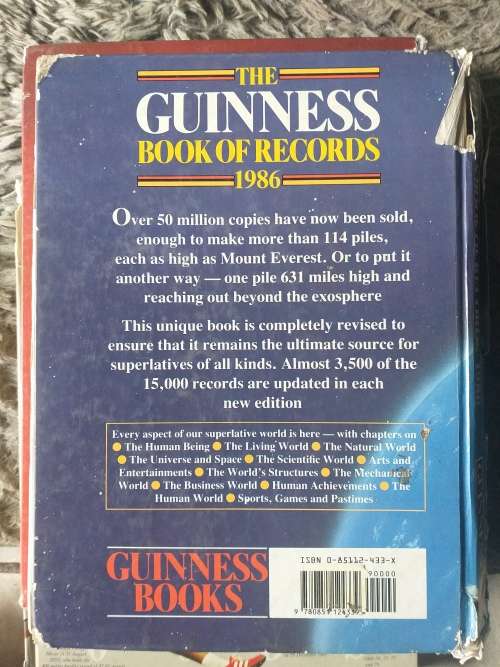 THE
GUINNESS
BOOK OF RECORDS
1986
Over 50 million copies have now been sold,
enough to make more than 114 piles,
each as high as Mount Everest. Or to put it
another way — one pile 631 miles high and
reaching out beyond the exosphere
This unique book is completely revised to
ensure that it remains the ultimate source for
superlatives of all kinds. Almost 3,500 of the
15,000 records are updated in each
new edition
Every aspect of our superlative world is here — with chapters on
● The Human Being ● The Living World ● The Natural World
● The Universe and Space ● The Scientific World ● Arts and
Entertainments ● The World's Structures ● The Mechanical
World ● The Business World ● Human Achievements ● The
Human World ● Sports, Games and Pastimes
GUINNESS
BOOKS
ISBN 0-85112-433-X
90000
9 780851 124339